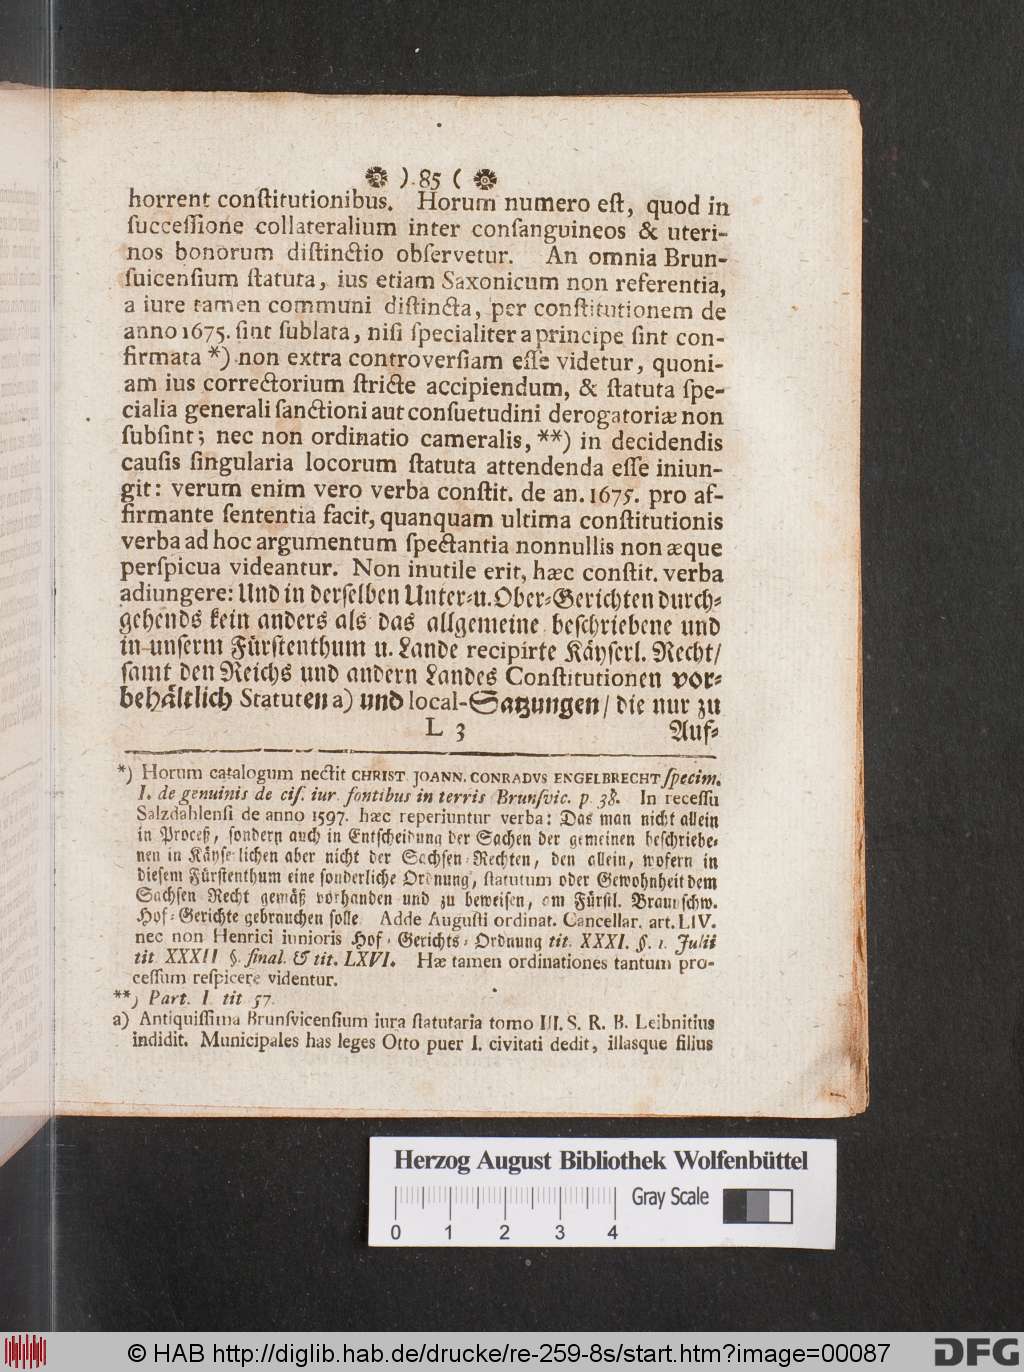 ❁ ) 85 ( ❁
horrent conſtitutionibus. Horum numero eſt, quod in
ſucceſſione collateralium inter conſanguineos & uteri-
nos bonorum diſtinctio obſervetur. An omnia Brun-
ſuicenſium ſtatuta, ius etiam Saxonicum non referentia,
a iure tamen communi diſtincta, per conſtitutionem de
anno 1675. ſint ſublata, niſi ſpecialiter a principe ſint con-
firmata *) non extra controverſiam eſſe videtur, quoni-
am ius correctorium ſtricte accipiendum, & ſtatuta ſpe-
cialia generali ſanctioni aut conſuetudini derogatoriæ non
ſubſint; nec non ordinatio cameralis, **) in decidendis
cauſis ſingularia locorum ſtatuta attendenda eſſe iniun-
git: verum enim vero verba conſtit. de an. 1675. pro af-
firmante ſententia facit, quanquam ultima conſtitutionis
verba ad hoc argumentum ſpectantia nonnullis non æque
perſpicua videantur. Non inutile erit, hæc conſtit. verba
adiungere: Und in derſelben Unter-u. Ober-Gerichten durch-
gehends kein anders als das allgemeine beſchriebene und
in unſerm Fürſtenthum u. Lande recipirte Käyſerl. Recht/
ſamt den Reichs und andern Landes Conſtitutionen vor-
behältlich Statuten a) und local-Satzungen/ die nur zu
L 3 Auf-
*) Horum catalogum nectit CHRIST. JOANN. CONRADVS ENGELBRECHT ſpecim.
I. de genuinis de ciſ. iur. fontibus in terris Brunſvic. p. 38. In receſſu
Salzdahlenſi de anno 1597. hæc reperiuntur verba: Das man nicht allein
in Proceß, ſondern auch in Entſcheidung der Sachen der gemeinen beſchriebe-
nen in Käyſerlichen aber nicht der Sachſen-Rechten, den allein, wofern in
dieſem Fürſtenthum eine ſonderliche Ordnung, ſtatutum oder Gewohnheit dem
Sachſen Recht gemäß vorhanden und zu beweiſen, am Fürſtl. Braunſchw.
Hof-Gerichte gebrauchen ſolle. Adde Auguſti ordinat. Cancellar. art. LIV.
nec non Henrici iunioris Hof-Gerichts-Ordnung tit. XXXI. §. 1. Julii
tit XXXII §. final. & tit. LXVI. Hæ tamen ordinationes tantum pro-
ceſſum reſpicere videntur.
**) Part. I. tit 57.
a) Antiquiſſima Brunſvicenſium iura ſtatutaria tomo III. S. R. B. Leibnitius
indidit. Municipales has leges Otto puer I. civitati dedit, illasque filius
Herzog August Bibliothek Wolfenbüttel
Gray Scale
0 1 2 3 4
© HAB http://diglib.hab.de/drucke/re-259-8s/start.htm?image=00087
DFG